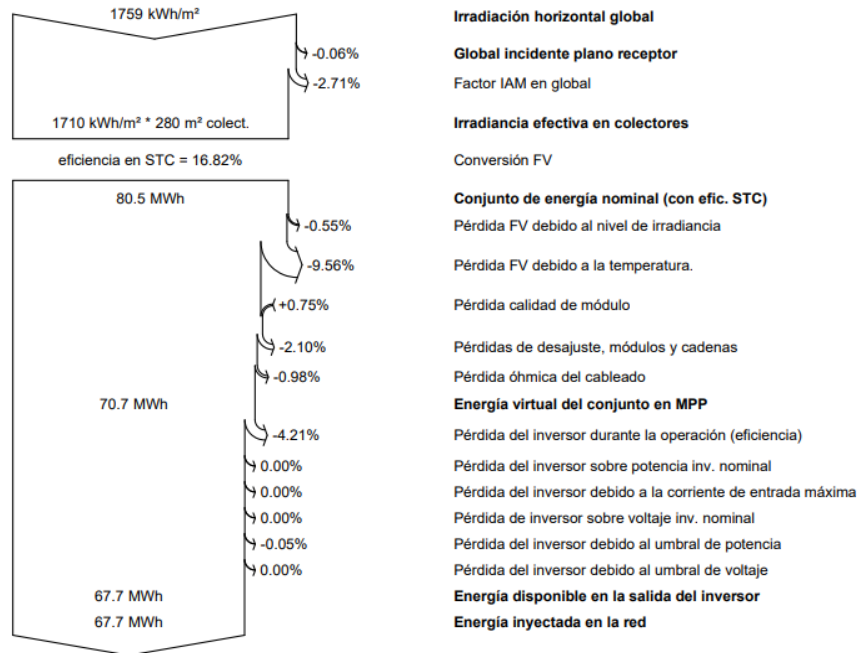 1759 kWh/m² Irradiación horizontal global
-0.06% Global incidente plano receptor
-2.71% Factor IAM en global
1710 kWh/m² * 280 m² colect. Irradiancia efectiva en colectores
eficiencia en STC = 16.82% Conversión FV
80.5 MWh Conjunto de energía nominal (con efic. STC)
-0.55% Pérdida FV debido al nivel de irradiancia
-9.56% Pérdida FV debido a la temperatura.
+0.75% Pérdida calidad de módulo
-2.10% Pérdidas de desajuste, módulos y cadenas
-0.98% Pérdida óhmica del cableado
70.7 MWh Energía virtual del conjunto en MPP
-4.21% Pérdida del inversor durante la operación (eficiencia)
0.00% Pérdida del inversor sobre potencia inv. nominal
0.00% Pérdida del inversor debido a la corriente de entrada máxima
0.00% Pérdida de inversor sobre voltaje inv. nominal
-0.05% Pérdida del inversor debido al umbral de potencia
0.00% Pérdida del inversor debido al umbral de voltaje
67.7 MWh Energía disponible en la salida del inversor
67.7 MWh Energía inyectada en la red